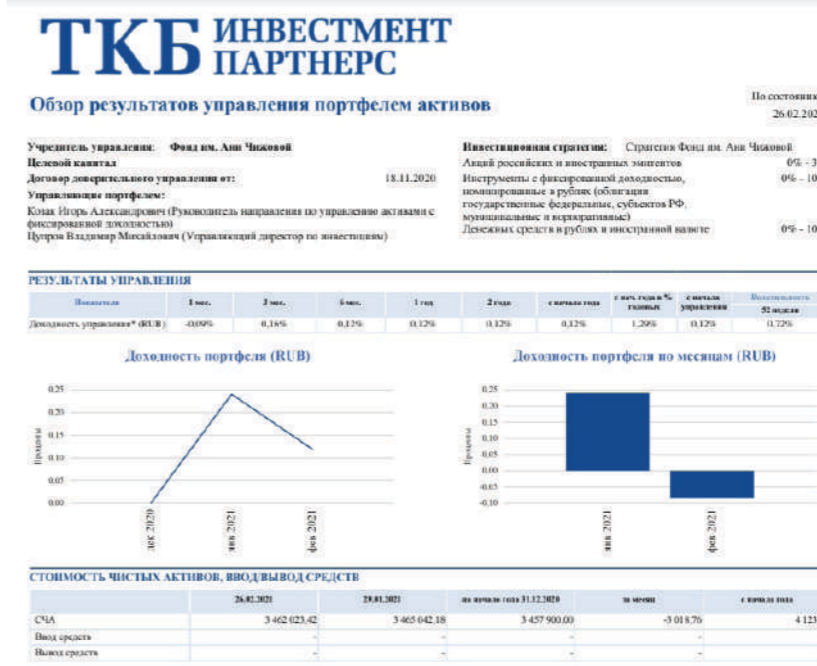 ТКБ ИНВЕСТМЕНТ
ПАРТНЕРС
Обзор результатов управления портфелем активов
По состоянию
26.02.202
Учредитель управления: Фонд им. Ани Чижовой
Целевой капитал
Договор доверительного управления от: 18.11.2020
Управляющие портфелем:
Козак Игорь Александрович (Руководитель направления по управлению активами с
фиксированной доходностью)
Цупров Владимир Михайлович (Управляющий директор по инвестициям)
Инвестиционная стратегия: Стратегия Фонд им. Ани Чижовой
Акций российских и иностранных эмитентов 0% - 3
Инструменты с фиксированной доходностью, 0% - 10
номинированные в рублях (облигации
государственные федеральные, субъектов РФ,
муниципальные и корпоративные)
Денежных средств в рублях и иностранной валюте 0% - 10
РЕЗУЛЬТАТЫ УПРАВЛЕНИЯ
Показатели 1 мес. 3 мес. 6 мес. 1 год 2 года с начала года с нач. года в % годовых с начала управления Волатильность
52 недели
Доходность управления* (RUB) -0,09% 0,16% 0,12% 0,12% 0,12% 0,12% 1,29% 0,12% 0,72%
Доходность портфеля (RUB)
Проценты
0.25
0.20
0.15
0.10
0.05
0.00
дек 2020
янв 2021
фев 2021
Доходность портфеля по месяцам (RUB)
Проценты
0.25
0.20
0.15
0.10
0.05
0.00
-0.05
-0.10
янв 2021
фев 2021
СТОИМОСТЬ ЧИСТЫХ АКТИВОВ, ВВОД/ВЫВОД СРЕДСТВ
26.02.2021 29.01.2021 на начало года 31.12.2020 за месяц с начала года
СЧА 3 462 023,42 3 465 042,18 3 457 900,00 -3 018,76 4 123
Ввод средств - - - - -
Вывод средств - - - - -